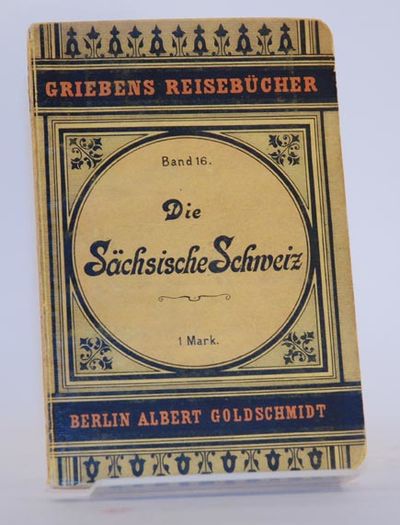 GRIEBENS REISEBÜCHER
Band 16.
Die
Sächsische Schweiz
1 Mark.
BERLIN ALBERT GOLDSCHMIDT